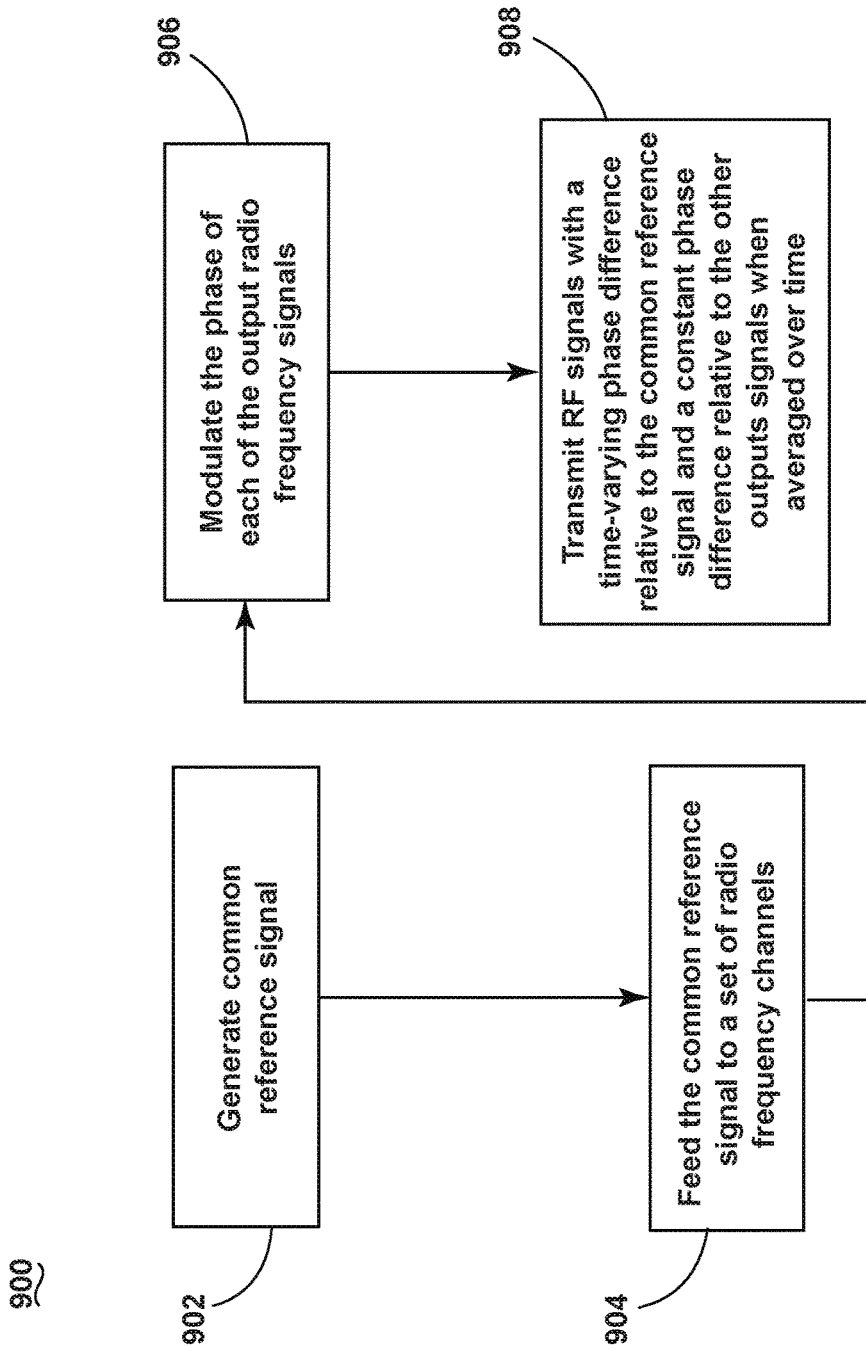 900
902
Generate common
reference signal
904
Feed the common reference
signal to a set of radio
frequency channels
906
Modulate the phase of
each of the output radio
frequency signals
908
Transmit RF signals with a
time-varying phase difference
relative to the common reference
signal and a constant phase
difference relative to the other
outputs signals when
averaged over time